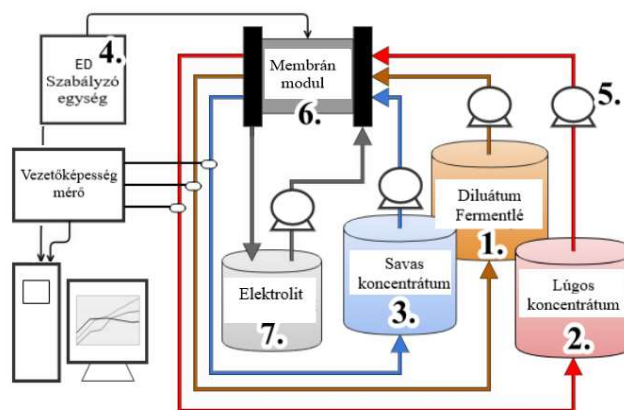 ED
4.
Szabályzó
egység
Membrán
modul
6.
5.
Vezetőképesség
mérő
Diluátum
Fermentlé
1.
Savas
koncentrátum
3.
Lúgos
koncentrátum
2.
Elektrolit
7.